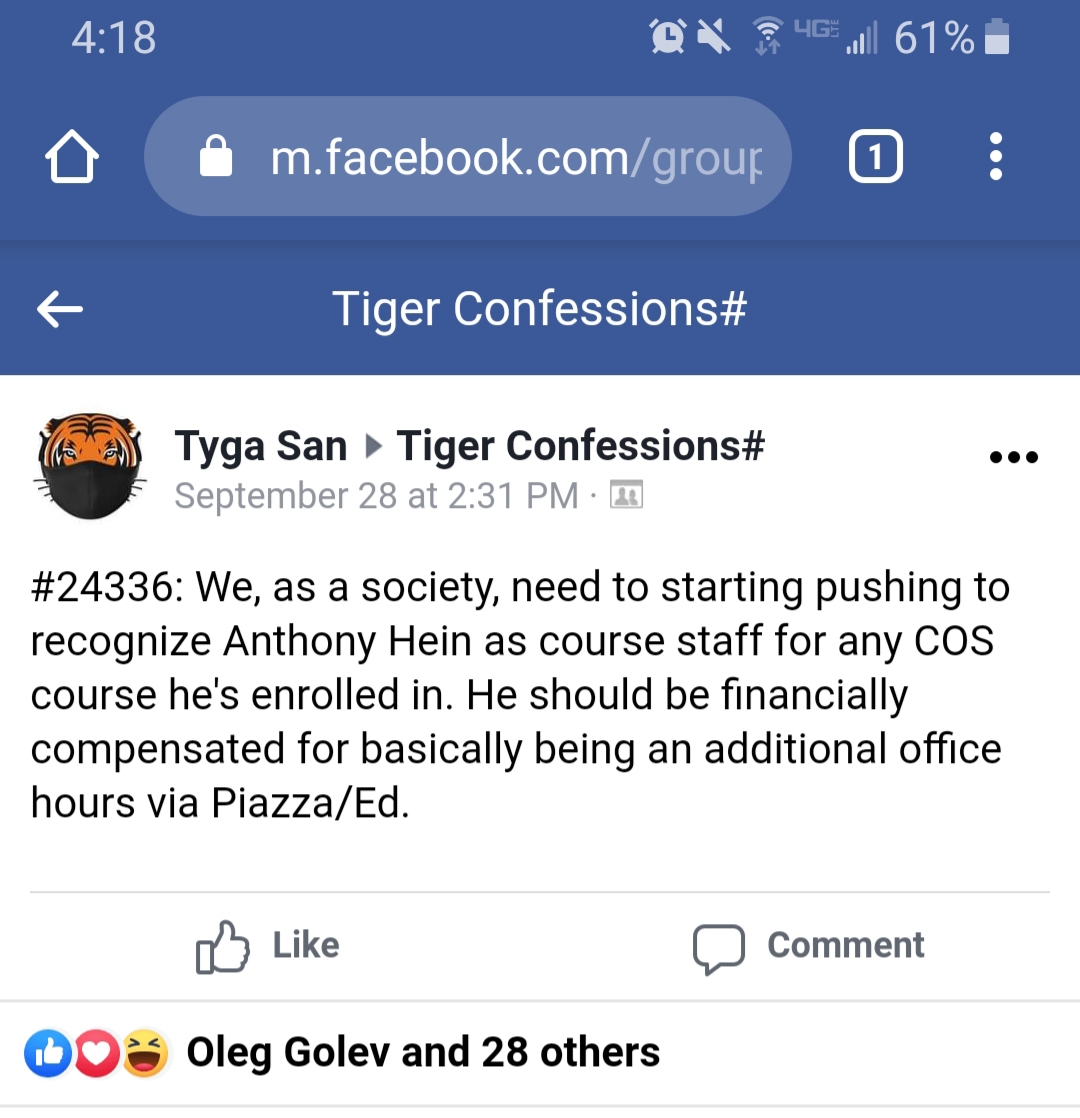 4:18 4G LTE 61%
m.facebook.com/group 1
Tiger Confessions#
Tyga San Tiger Confessions#
September 28 at 2:31 PM ·
#24336: We, as a society, need to starting pushing to
recognize Anthony Hein as course staff for any COS
course he's enrolled in. He should be financially
compensated for basically being an additional office
hours via Piazza/Ed.
Like Comment
Oleg Golev and 28 others